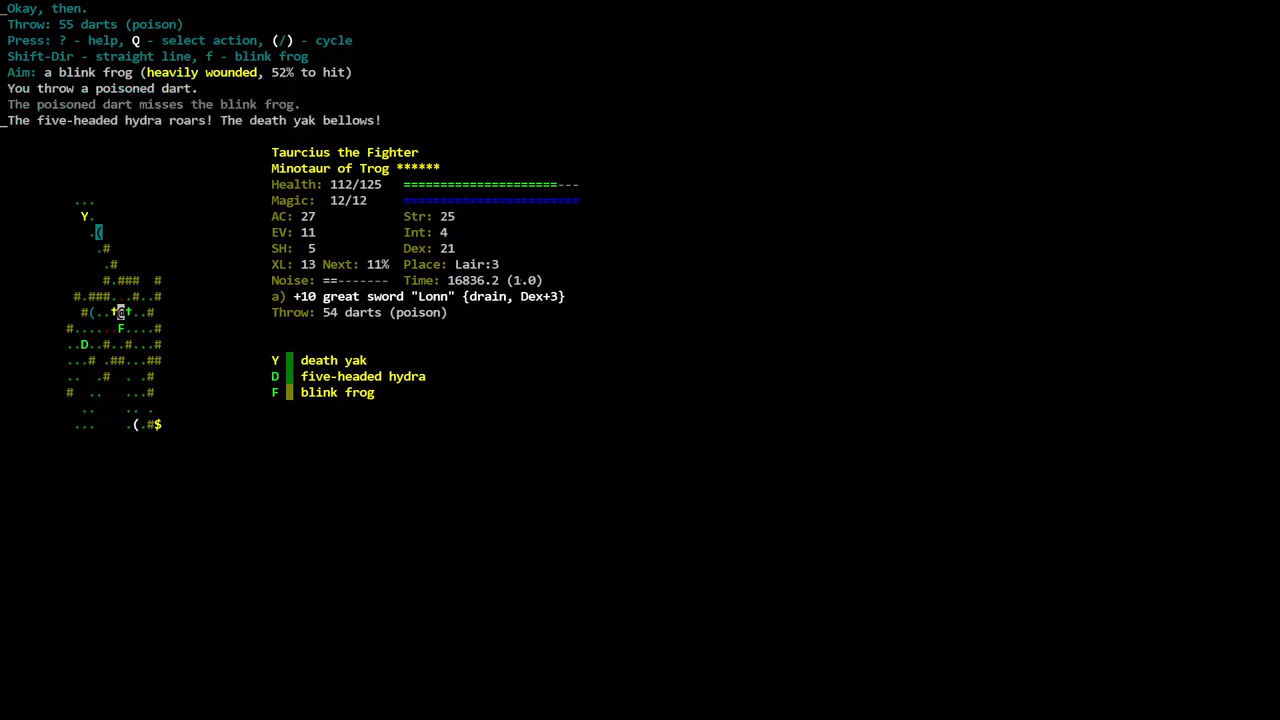 _Okay, then.
Throw: 55 darts (poison)
Press: ? - help, Q - select action, (/) - cycle
Shift-Dir - straight line, f - blink frog
Aim: a blink frog (heavily wounded, 52% to hit)
You throw a poisoned dart.
The poisoned dart misses the blink frog.
_The five-headed hydra roars! The death yak bellows!
Taurcius the Fighter
Minotaur of Trog ******
Health: 112/125 =====================---
Magic: 12/12 ========================
AC: 27 Str: 25
EV: 11 Int: 4
SH: 5 Dex: 21
XL: 13 Next: 11% Place: Lair:3
Noise: ==------- Time: 16836.2 (1.0)
a) +10 great sword "Lonn" {drain, Dex+3}
Throw: 54 darts (poison)
Y death yak
D five-headed hydra
F blink frog
...
Y.
.(
.#
.#
#.### #
#.###...#..#
#(..†@†..#
#.....F....#
..D..#..#...#
...# .##...##
.. .# . .#
# .. ...#
.. .. .
... .(.#$